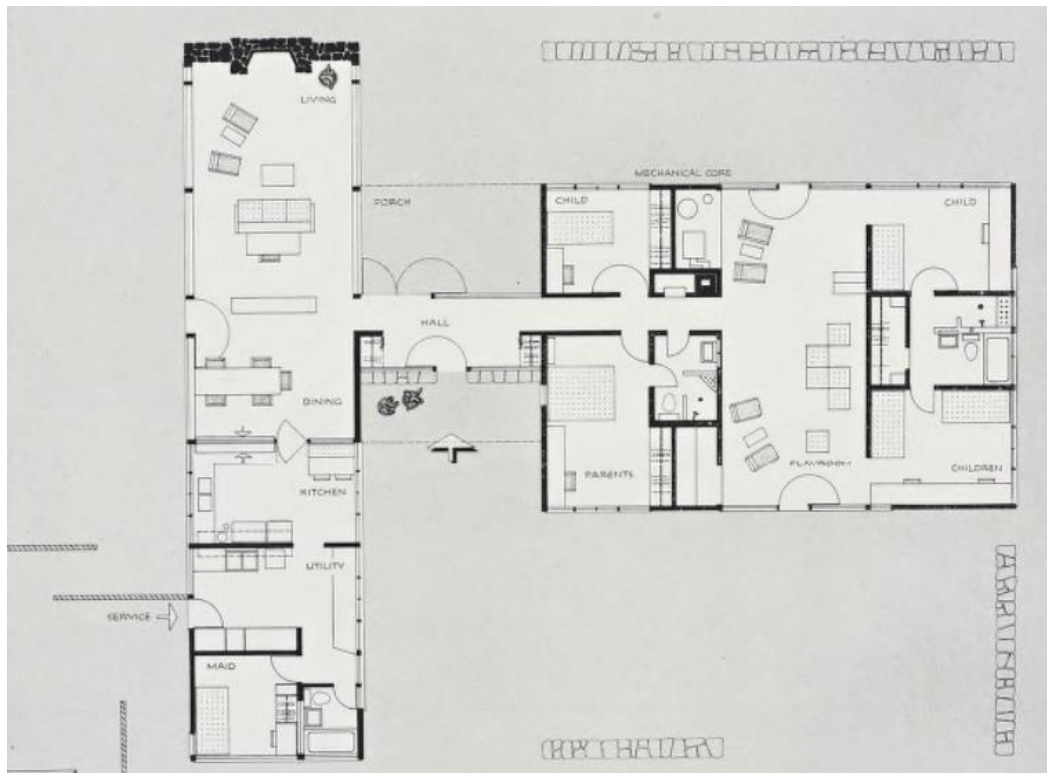 LIVING
MECHANICAL CORE
PORCH
CHILD
CHILD
HALL
DINING
KITCHEN
PARENTS
PLAYROOM
CHILDREN
UTILITY
SERVICE
MAID